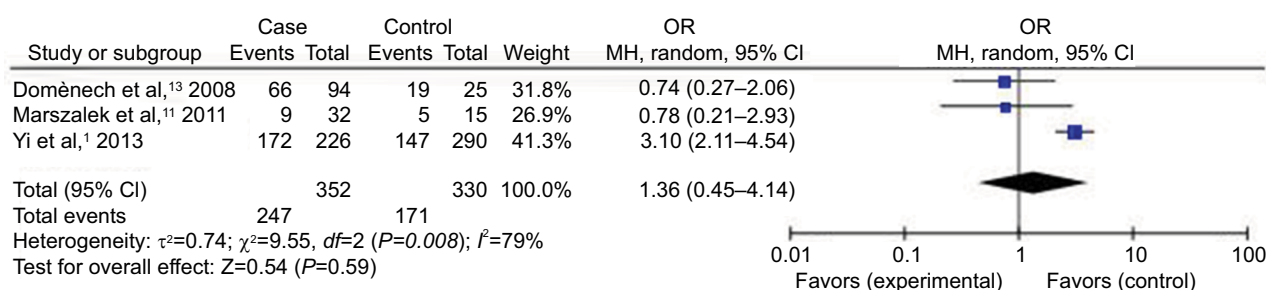 Case Control OR OR
Study or subgroup Events Total Events Total Weight MH, random, 95% CI MH, random, 95% CI
Domènech et al,¹³ 2008 66 94 19 25 31.8% 0.74 (0.27–2.06)
Marszalek et al,¹¹ 2011 9 32 5 15 26.9% 0.78 (0.21–2.93)
Yi et al,¹ 2013 172 226 147 290 41.3% 3.10 (2.11–4.54)
Total (95% CI) 352 330 100.0% 1.36 (0.45–4.14)
Total events 247 171
Heterogeneity: τ²=0.74; χ²=9.55, df=2 (P=0.008); I²=79%
Test for overall effect: Z=0.54 (P=0.59)
0.01 0.1 1 10 100
Favors (experimental) Favors (control)